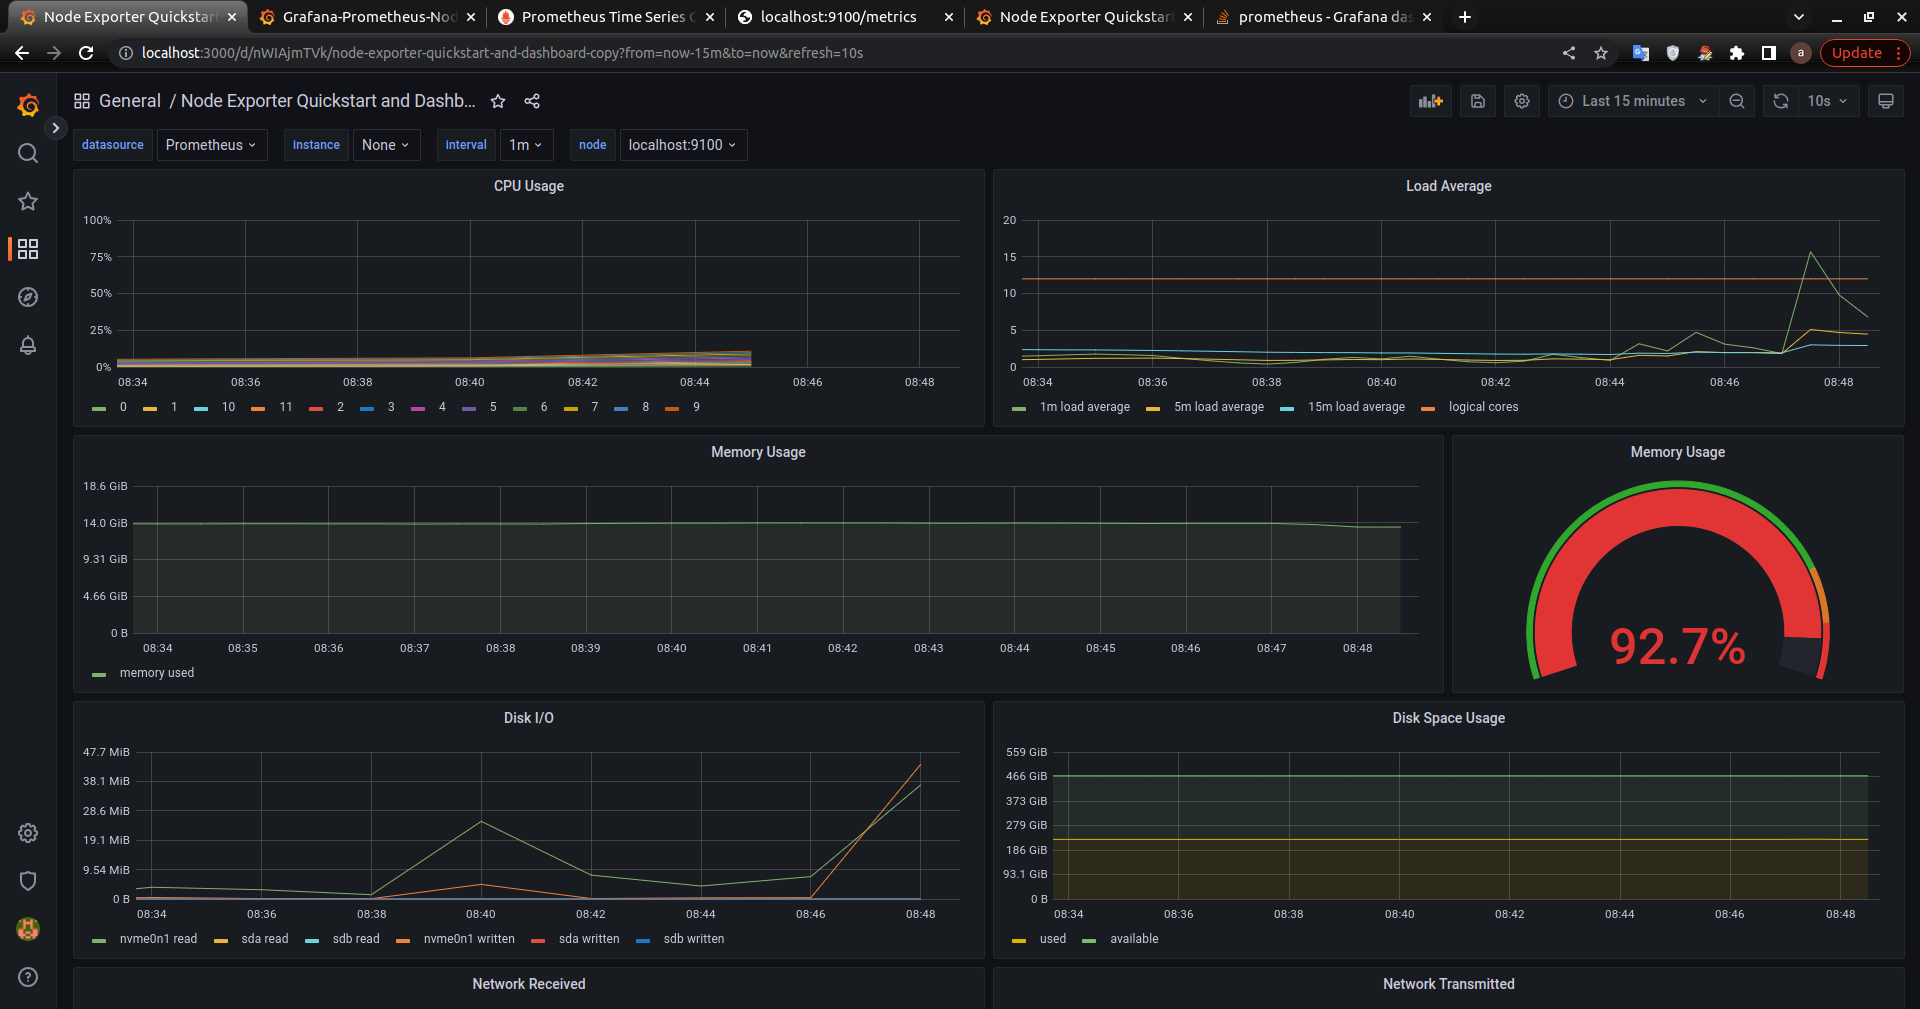 Node Exporter Quickstar
Grafana-Prometheus-Nod
Prometheus Time Series C
localhost:9100/metrics
Node Exporter Quickstar
prometheus - Grafana das
localhost:3000/d/nWIAjmTVk/node-exporter-quickstart-and-dashboard-copy?from=now-15m&to=now&refresh=10s
a
Update
General / Node Exporter Quickstart and Dashb...
Last 15 minutes
10s
datasource Prometheus
instance None
interval 1m
node localhost:9100
CPU Usage
100%
75%
50%
25%
0%
08:34 08:36 08:38 08:40 08:42 08:44 08:46 08:48
0 1 10 11 2 3 4 5 6 7 8 9
Load Average
20
15
10
5
0
08:34 08:36 08:38 08:40 08:42 08:44 08:46 08:48
1m load average 5m load average 15m load average logical cores
Memory Usage
18.6 GiB
14.0 GiB
9.31 GiB
4.66 GiB
0 B
08:34 08:35 08:36 08:37 08:38 08:39 08:40 08:41 08:42 08:43 08:44 08:45 08:46 08:47 08:48
memory used
Memory Usage
92.7%
Disk I/O
47.7 MiB
38.1 MiB
28.6 MiB
19.1 MiB
9.54 MiB
0 B
08:34 08:36 08:38 08:40 08:42 08:44 08:46 08:48
nvme0n1 read sda read sdb read nvme0n1 written sda written sdb written
Disk Space Usage
559 GiB
466 GiB
373 GiB
279 GiB
186 GiB
93.1 GiB
0 B
08:34 08:36 08:38 08:40 08:42 08:44 08:46 08:48
used available
Network Received
Network Transmitted